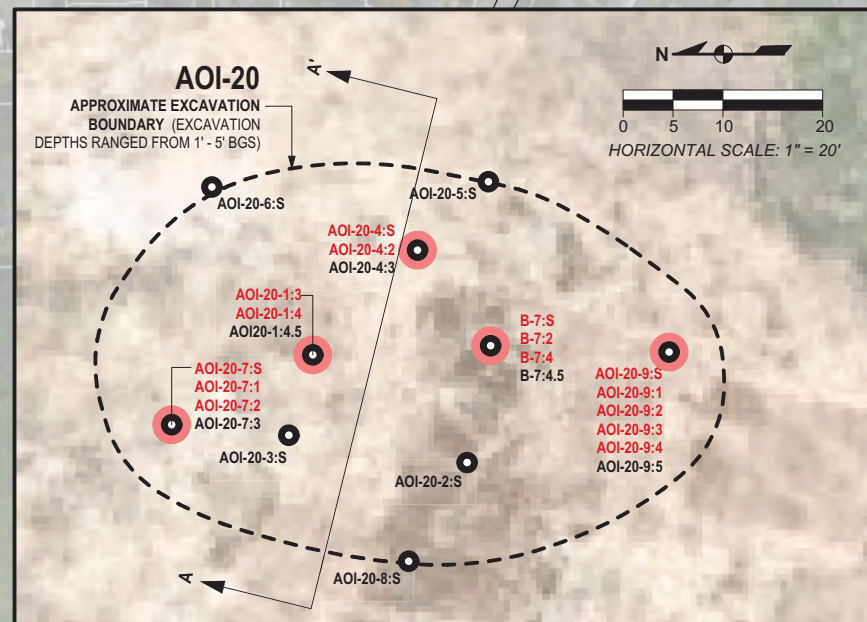 AOI-20
APPROXIMATE EXCAVATION
BOUNDARY (EXCAVATION
DEPTHS RANGED FROM 1' - 5' BGS)
A'
N
0 5 10 20
HORIZONTAL SCALE: 1" = 20'
AOI-20-6:S
AOI-20-5:S
AOI-20-4:S
AOI-20-4:2
AOI-20-4:3
AOI-20-1:3
AOI-20-1:4
AOI20-1:4.5
B-7:S
B-7:2
B-7:4
B-7:4.5
AOI-20-7:S
AOI-20-7:1
AOI-20-7:2
AOI-20-7:3
AOI-20-9:S
AOI-20-9:1
AOI-20-9:2
AOI-20-9:3
AOI-20-9:4
AOI-20-9:5
AOI-20-3:S
AOI-20-2:S
AOI-20-8:S
A